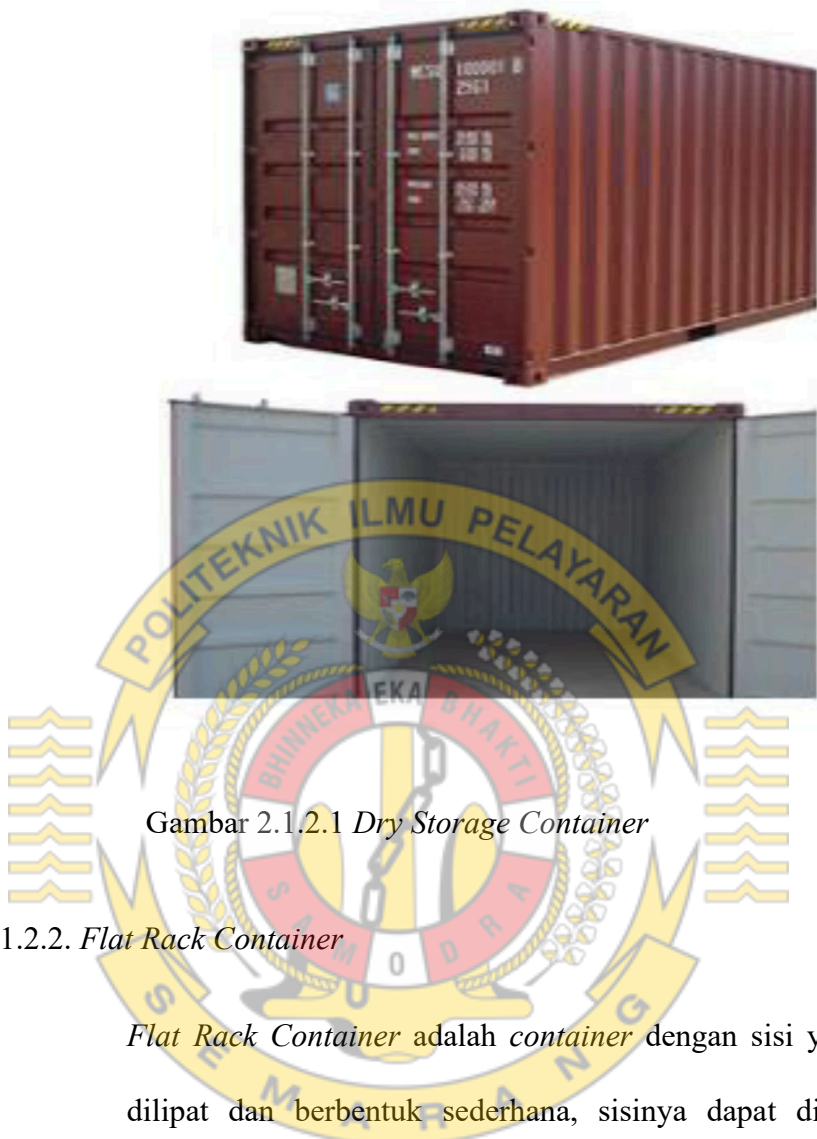 MCSU 100001 0
25G1
POLITEKNIK ILMU PELAYARAN
BHINNEKA EKA BHAKTI
SAMODRA
SEMARANG
Gambar 2.1.2.1 Dry Storage Container
1.2.2. Flat Rack Container
Flat Rack Container adalah container dengan sisi y
dilipat dan berbentuk sederhana, sisinya dapat di